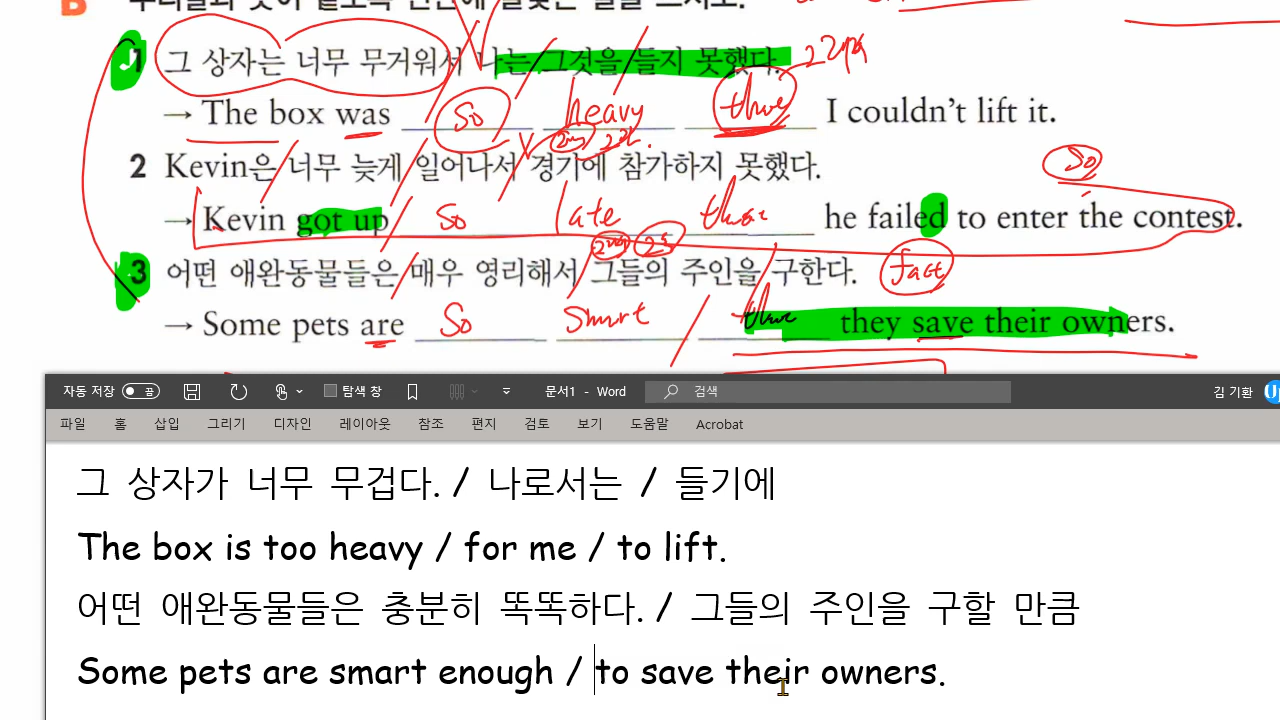 B
1 그 상자는 너무 무거워서 나는 그것을 들지 못했다.
→ The box was so heavy that I couldn't lift it.
2 Kevin은 너무 늦게 일어나서 경기에 참가하지 못했다.
so
→ Kevin got up so late that he failed to enter the contest.
3 어떤 애완동물들은 매우 영리해서 그들의 주인을 구한다.
fact
→ Some pets are so smart that they save their owners.
자동 저장 끔 탐색 창 문서1 - Word 검색 김 기환
파일 홈 삽입 그리기 디자인 레이아웃 참조 편지 검토 보기 도움말 Acrobat
그 상자가 너무 무겁다. / 나로서는 / 들기에
The box is too heavy / for me / to lift.
어떤 애완동물들은 충분히 똑똑하다. / 그들의 주인을 구할 만큼
Some pets are smart enough / to save their owners.